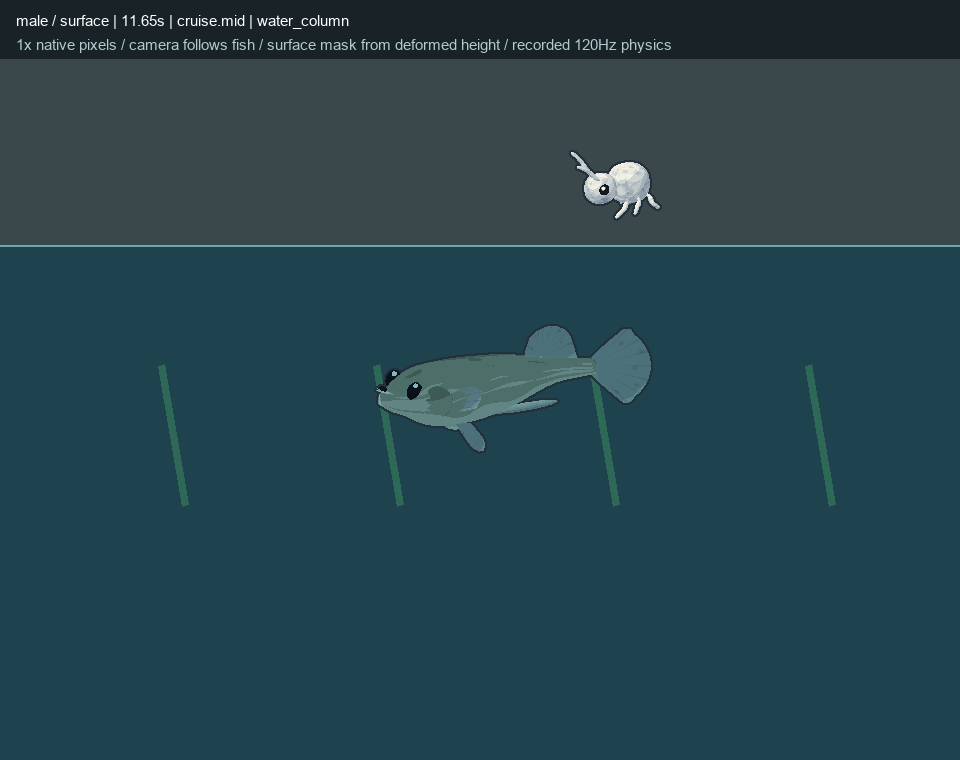 male / surface | 11.65s | cruise.mid | water_column
1x native pixels / camera follows fish / surface mask from deformed height / recorded 120Hz physics